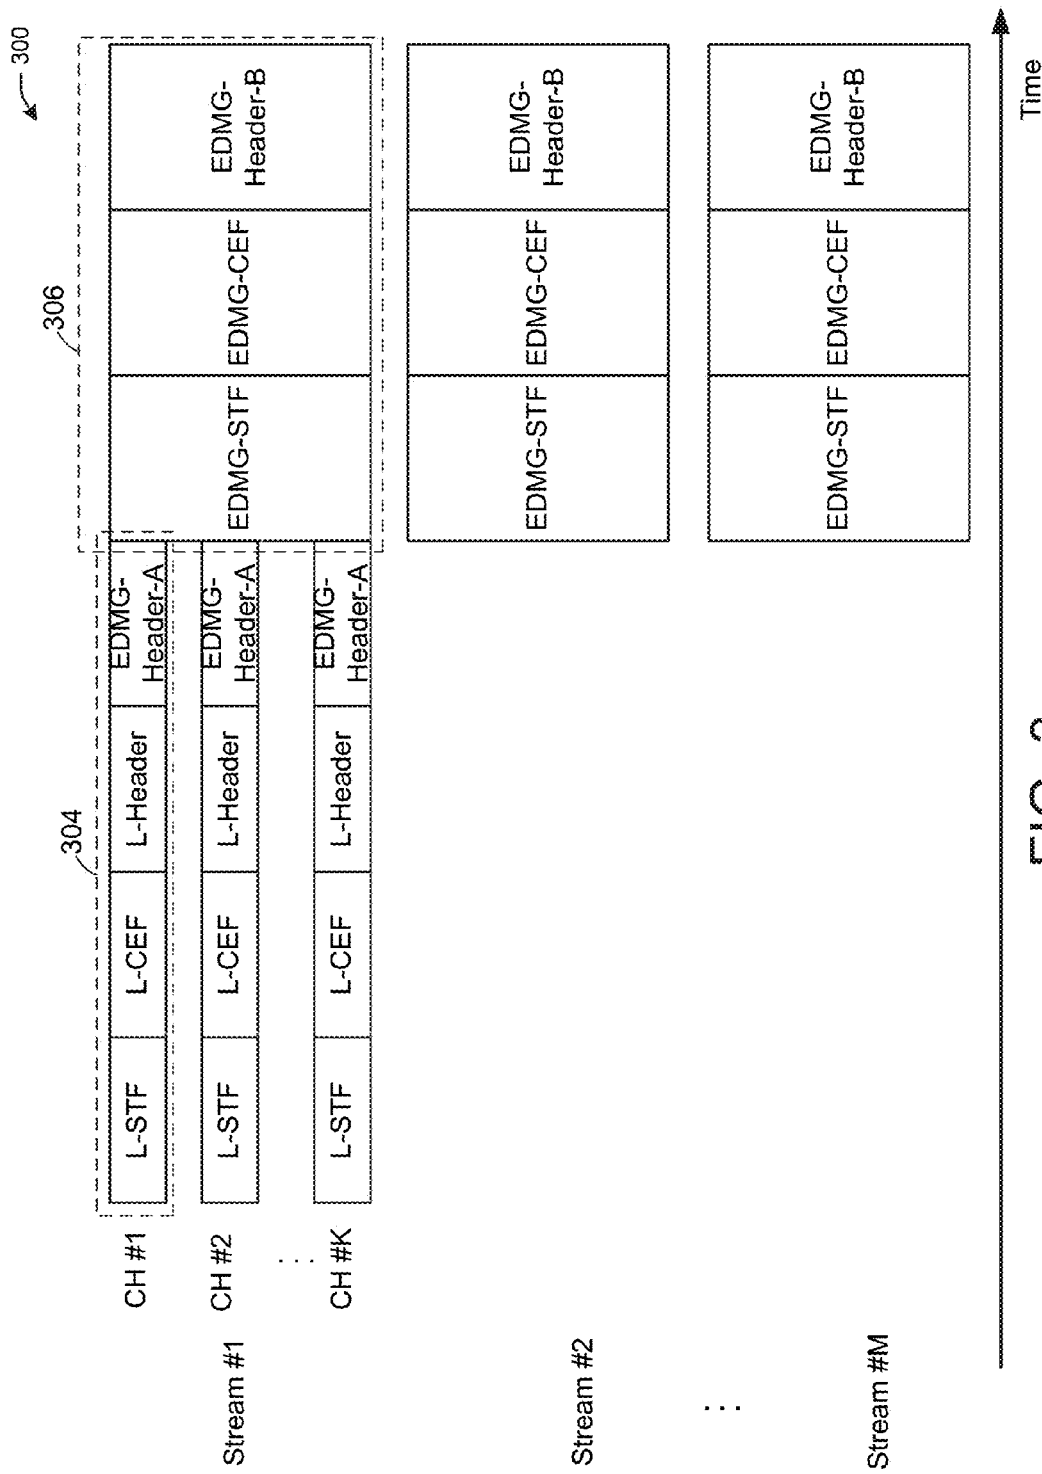 300
306
304
CH #1
L-STF
L-CEF
L-Header
EDMG-
Header-A
EDMG-STF
EDMG-CEF
EDMG-
Header-B
Stream #1
CH #2
L-STF
L-CEF
L-Header
EDMG-
Header-A
. . .
CH #K
L-STF
L-CEF
L-Header
EDMG-
Header-A
Stream #2
EDMG-STF
EDMG-CEF
EDMG-
Header-B
. . .
Stream #M
EDMG-STF
EDMG-CEF
EDMG-
Header-B
Time
FIG.